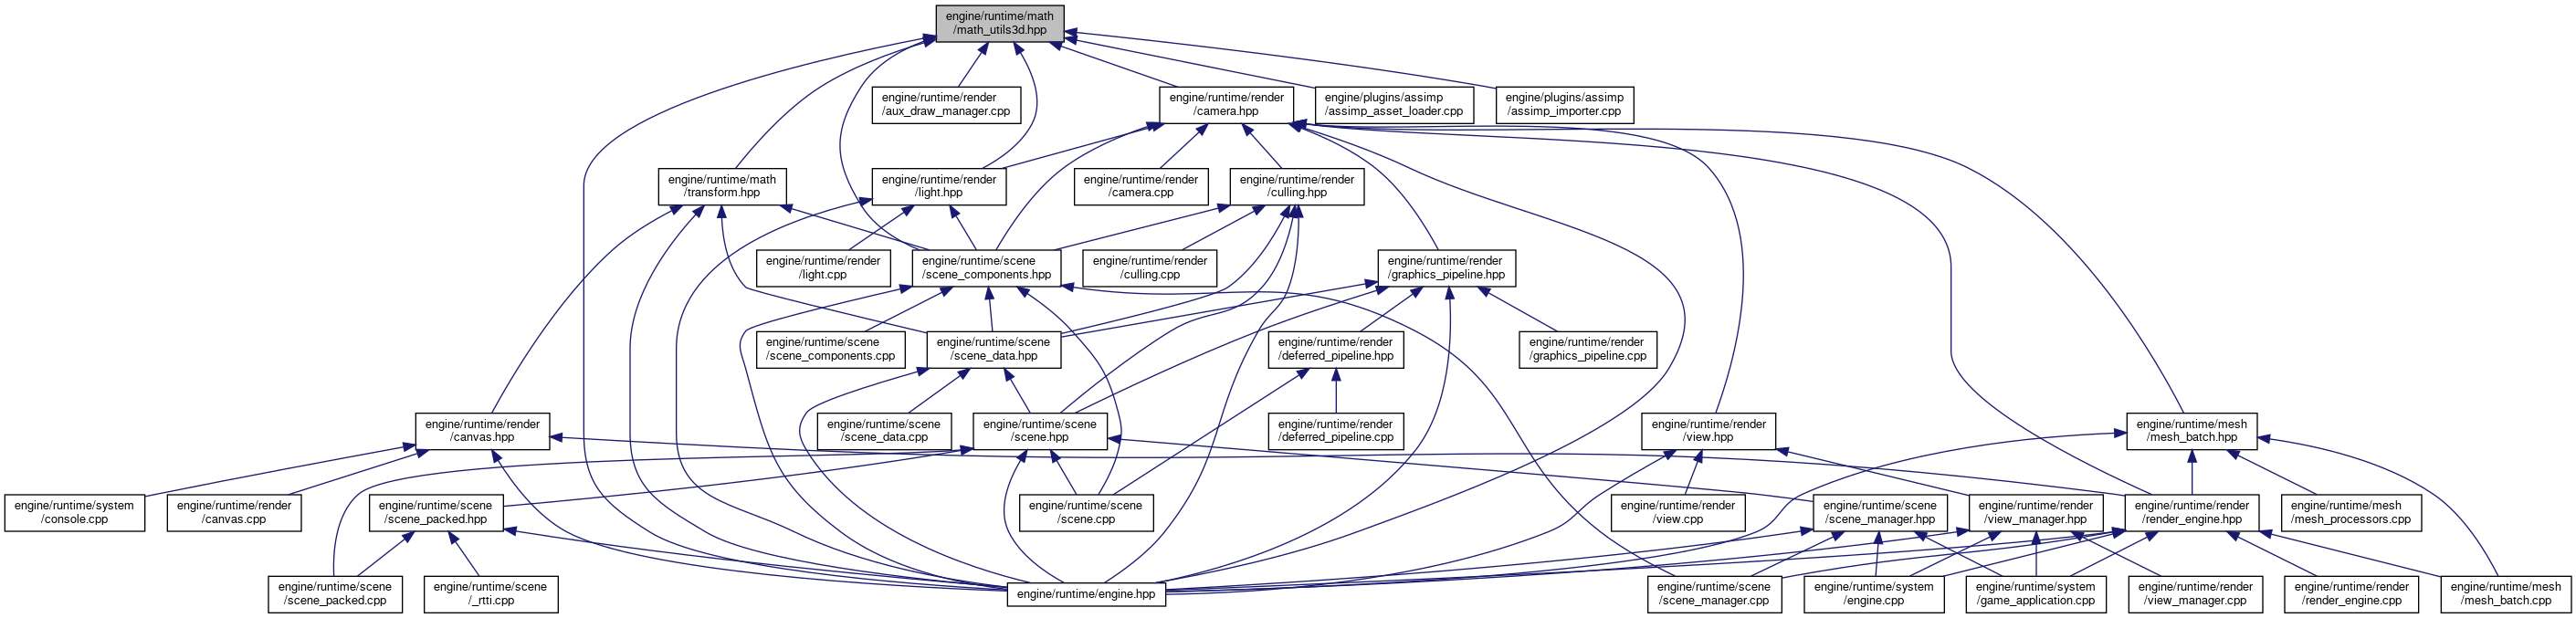 engine/runtime/math
/math_utils3d.hpp
engine/runtime/render
/aux_draw_manager.cpp
engine/runtime/render
/camera.hpp
engine/plugins/assimp
/assimp_asset_loader.cpp
engine/plugins/assimp
/assimp_importer.cpp
engine/runtime/math
/transform.hpp
engine/runtime/render
/light.hpp
engine/runtime/render
/camera.cpp
engine/runtime/render
/culling.hpp
engine/runtime/render
/light.cpp
engine/runtime/scene
/scene_components.hpp
engine/runtime/render
/culling.cpp
engine/runtime/render
/graphics_pipeline.hpp
engine/runtime/scene
/scene_components.cpp
engine/runtime/scene
/scene_data.hpp
engine/runtime/render
/deferred_pipeline.hpp
engine/runtime/render
/graphics_pipeline.cpp
engine/runtime/render
/canvas.hpp
engine/runtime/scene
/scene_data.cpp
engine/runtime/scene
/scene.hpp
engine/runtime/render
/deferred_pipeline.cpp
engine/runtime/render
/view.hpp
engine/runtime/mesh
/mesh_batch.hpp
engine/runtime/system
/console.cpp
engine/runtime/render
/canvas.cpp
engine/runtime/scene
/scene_packed.hpp
engine/runtime/scene
/scene.cpp
engine/runtime/render
/view.cpp
engine/runtime/scene
/scene_manager.hpp
engine/runtime/render
/view_manager.hpp
engine/runtime/render
/render_engine.hpp
engine/runtime/mesh
/mesh_processors.cpp
engine/runtime/scene
/scene_packed.cpp
engine/runtime/scene
/_rtti.cpp
engine/runtime/engine.hpp
engine/runtime/scene
/scene_manager.cpp
engine/runtime/system
/engine.cpp
engine/runtime/system
/game_application.cpp
engine/runtime/render
/view_manager.cpp
engine/runtime/render
/render_engine.cpp
engine/runtime/mesh
/mesh_batch.cpp